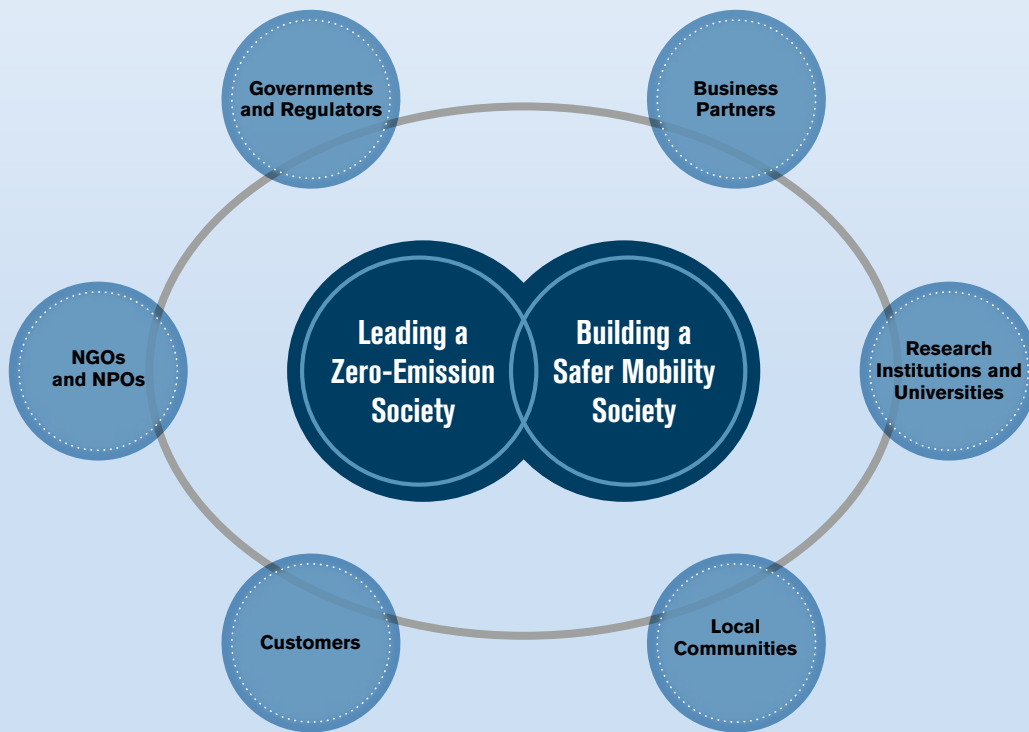 Governments
and Regulators
Business
Partners
NGOs
and NPOs
Leading a
Zero-Emission
Society
Building a
Safer Mobility
Society
Research
Institutions and
Universities
Customers
Local
Communities